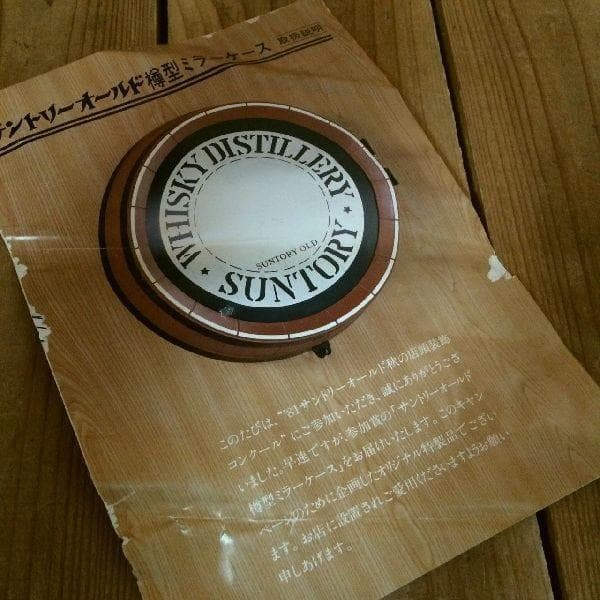 サントリーオールド樽型ミラーケース 取扱説明
WHISKY DISTILLERY
SUNTORY OLD
SUNTORY
このたびは、"'81サントリーオールド秋の店頭装飾
コンクール"にご参加いただき、誠にありがとうござ
いました。早速ですが、参加賞の「サントリーオールド
樽型ミラーケース」をお届けいたします。このキャン
ペーンのために企画したオリジナル特製品でござい
ます。お店に設置されご愛用くださいますようお願い
申しあげます。